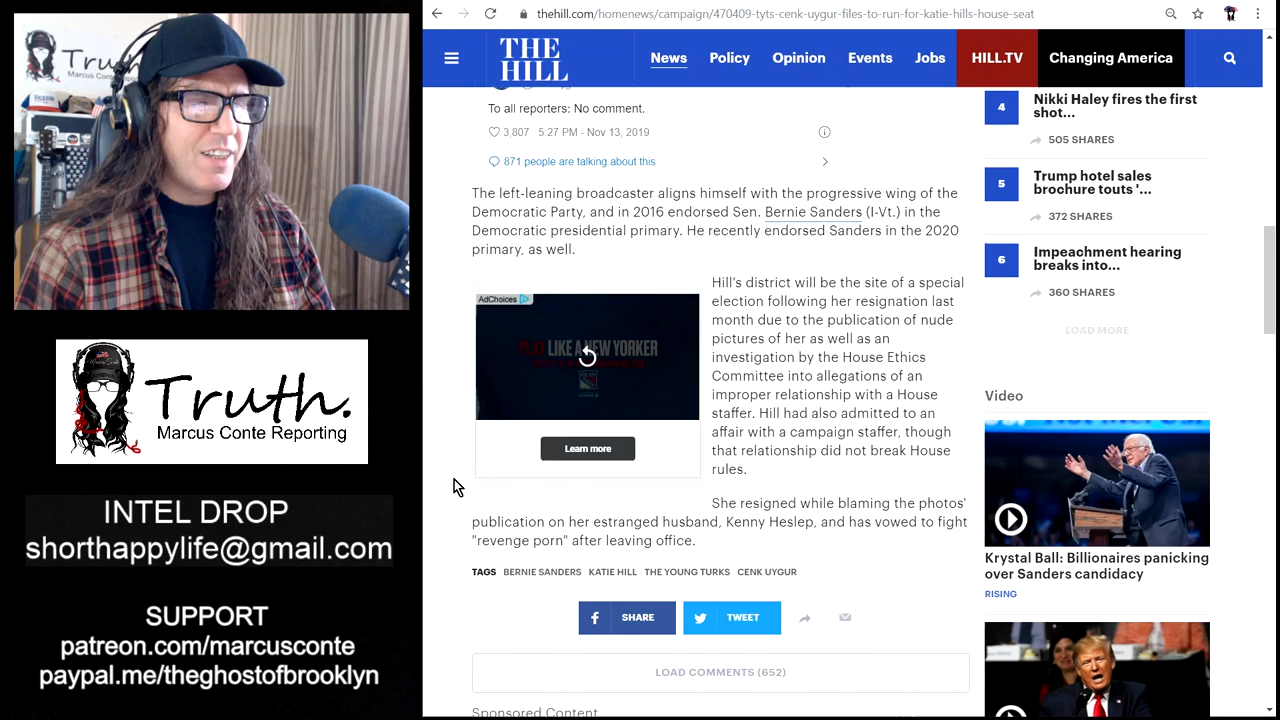 Truth.
Marcus Conte Reporting
INTEL DROP
shorthappylife@gmail.com
SUPPORT
patreon.com/marcusconte
paypal.me/theghostofbrooklyn
thehill.com/homenews/campaign/470409-tyts-cenk-uygur-files-to-run-for-katie-hills-house-seat
THE
HILL
News
Policy
Opinion
Events
Jobs
HILL.TV
Changing America
To all reporters: No comment.
3,807 5:27 PM - Nov 13, 2019
871 people are talking about this
The left-leaning broadcaster aligns himself with the progressive wing of the
Democratic Party, and in 2016 endorsed Sen. Bernie Sanders (I-Vt.) in the
Democratic presidential primary. He recently endorsed Sanders in the 2020
primary, as well.
AdChoices
PLAY LIKE A NEW YORKER
Learn more
Hill's district will be the site of a special
election following her resignation last
month due to the publication of nude
pictures of her as well as an
investigation by the House Ethics
Committee into allegations of an
improper relationship with a House
staffer. Hill had also admitted to an
affair with a campaign staffer, though
that relationship did not break House
rules.
She resigned while blaming the photos'
publication on her estranged husband, Kenny Heslep, and has vowed to fight
"revenge porn" after leaving office.
TAGS BERNIE SANDERS KATIE HILL THE YOUNG TURKS CENK UYGUR
SHARE
TWEET
LOAD COMMENTS (652)
Sponsored Content
4
Nikki Haley fires the first
shot...
505 SHARES
5
Trump hotel sales
brochure touts '...
372 SHARES
6
Impeachment hearing
breaks into...
360 SHARES
LOAD MORE
Video
Krystal Ball: Billionaires panicking
over Sanders candidacy
RISING